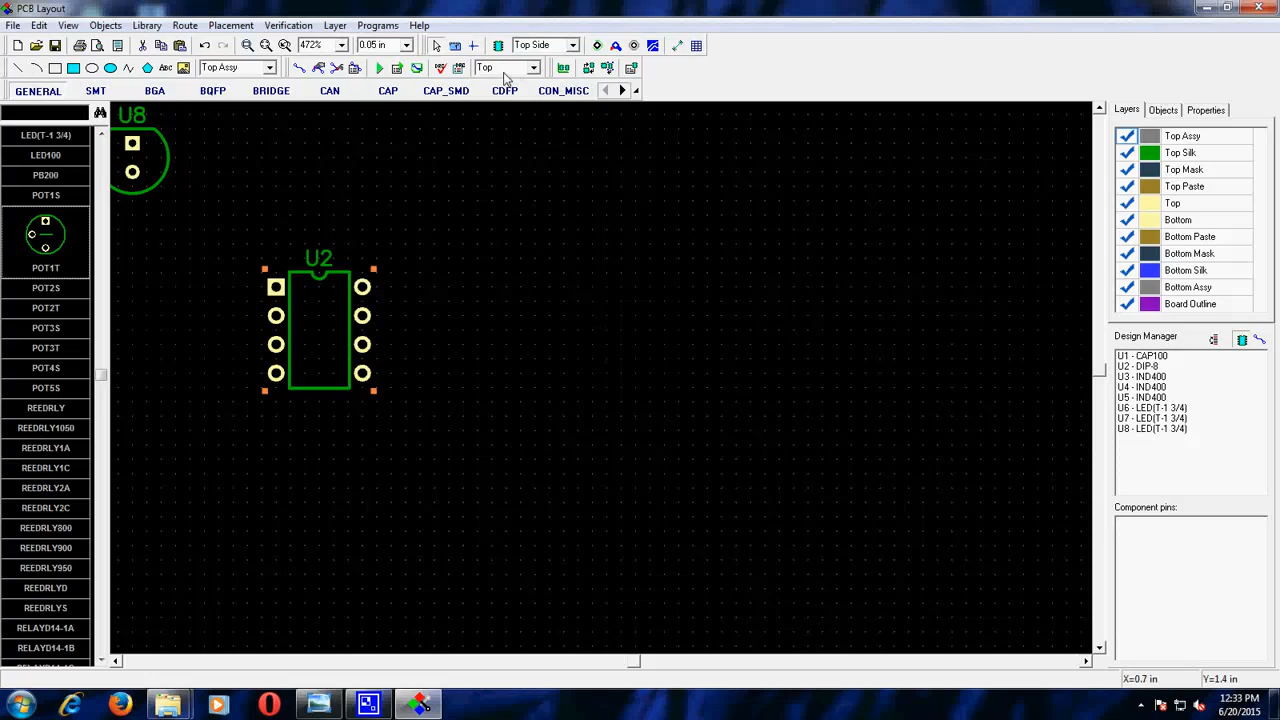 PCB Layout
File Edit View Objects Library Route Placement Verification Layer Programs Help
472% 0.05 in Top Side
ABC Top Assy Top
GENERAL SMT BGA BQFP BRIDGE CAN CAP CAP_SMD CDFP CON_MISC
LED(T-1 3/4)
LED100
PB200
POT1S
POT1T
POT2S
POT2T
POT3S
POT3T
POT4S
POT5S
REEDRLY
REEDRLY1050
REEDRLY1A
REEDRLY1C
REEDRLY2A
REEDRLY2C
REEDRLY800
REEDRLY900
REEDRLY950
REEDRLYD
REEDRLYS
RELAYD14-1A
RELAYD14-1B
U8
U2
Layers Objects Properties
Top Assy
Top Silk
Top Mask
Top Paste
Top
Bottom
Bottom Paste
Bottom Mask
Bottom Silk
Bottom Assy
Board Outline
Design Manager
U1 - CAP100
U2 - DIP-8
U3 - IND400
U4 - IND400
U5 - IND400
U6 - LED(T-1 3/4)
U7 - LED(T-1 3/4)
U8 - LED(T-1 3/4)
Component pins:
X=0.7 in Y=1.4 in
12:33 PM
6/20/2015